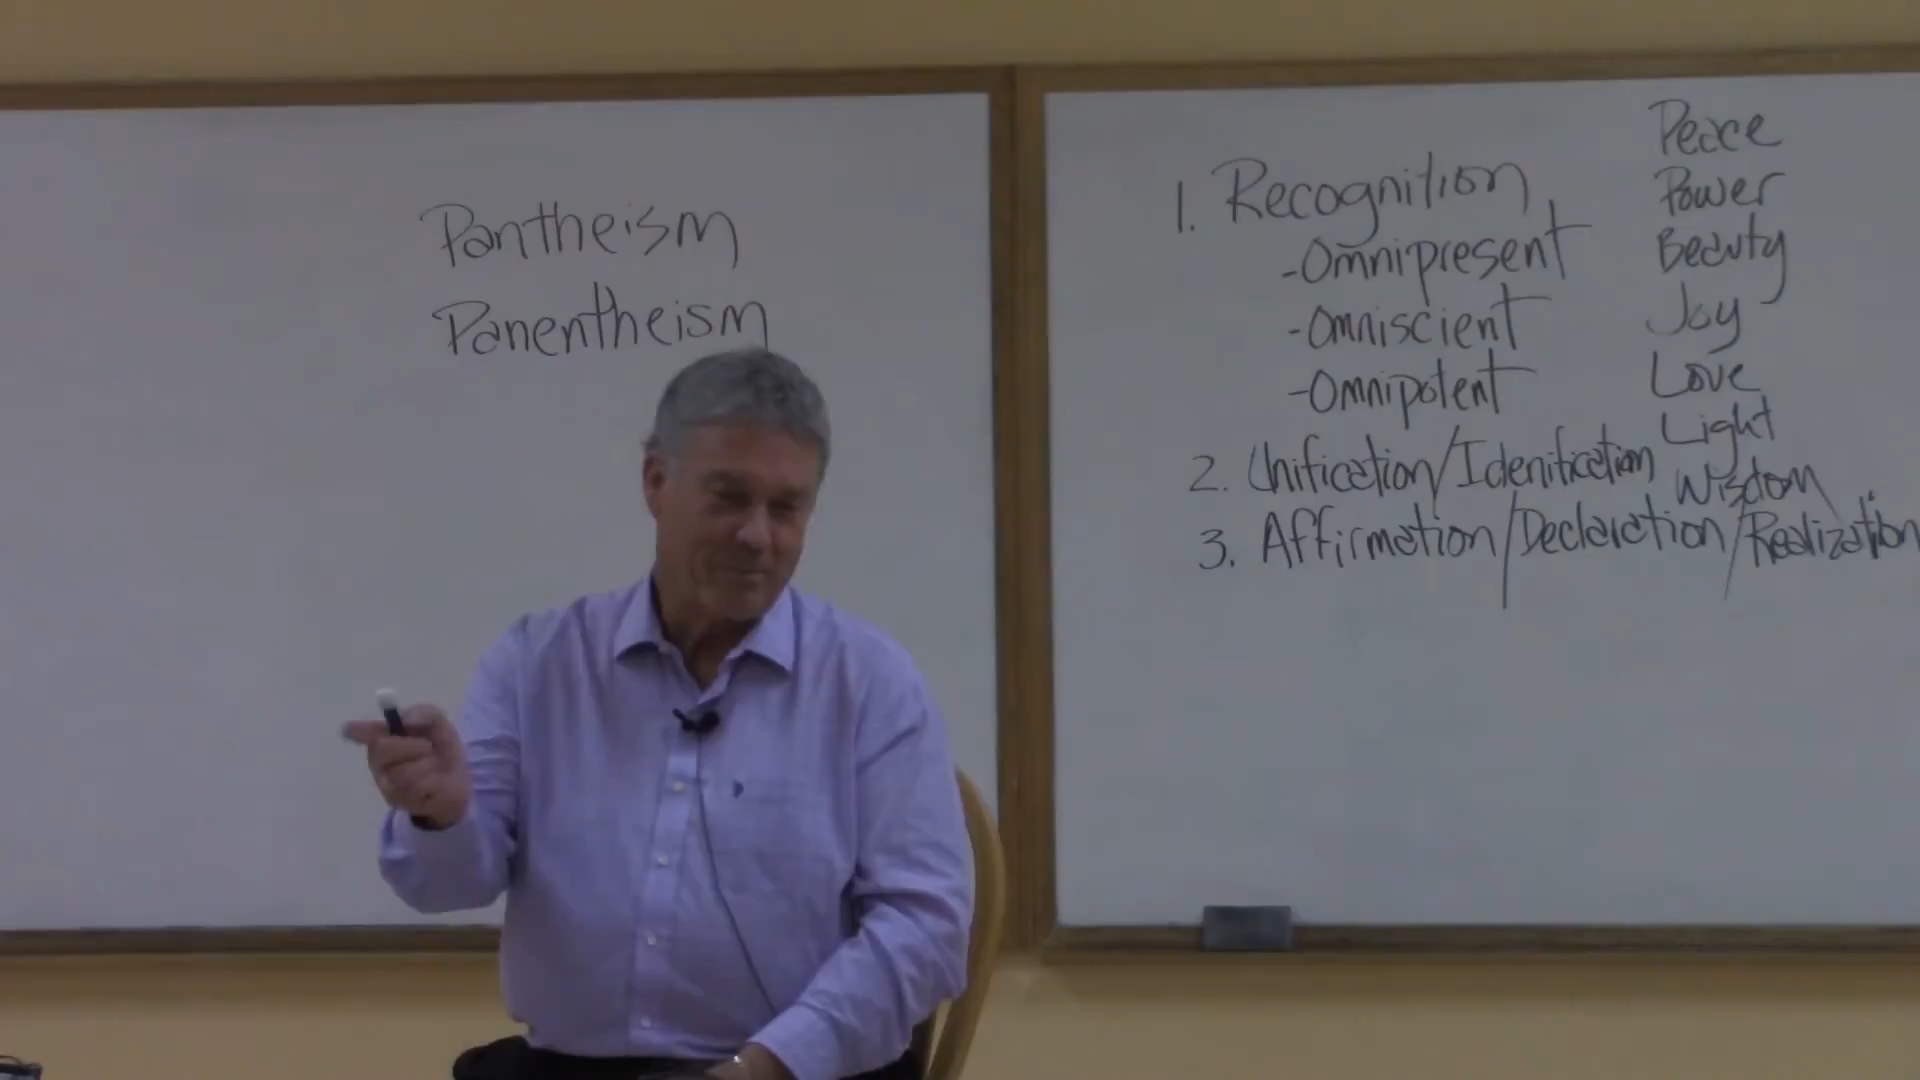 Pantheism
Panentheism
1. Recognition
-Omnipresent
-Omniscient
-Omnipotent
2. Unification/Idenification
3. Affirmation/Declaration/Realization
Peace
Power
Beauty
Joy
Love
Light
Wisdom